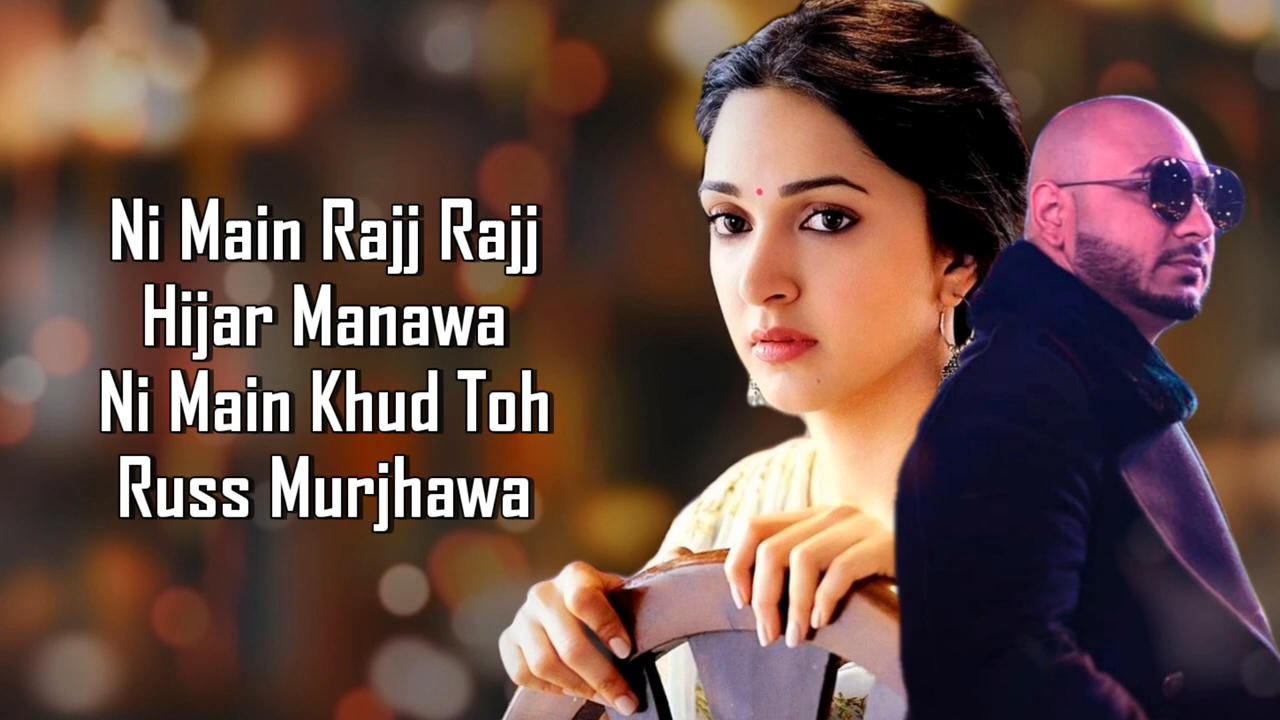 Ni Main Rajj Rajj
Hijar Manawa
Ni Main Khud Toh
Russ Murjhawa